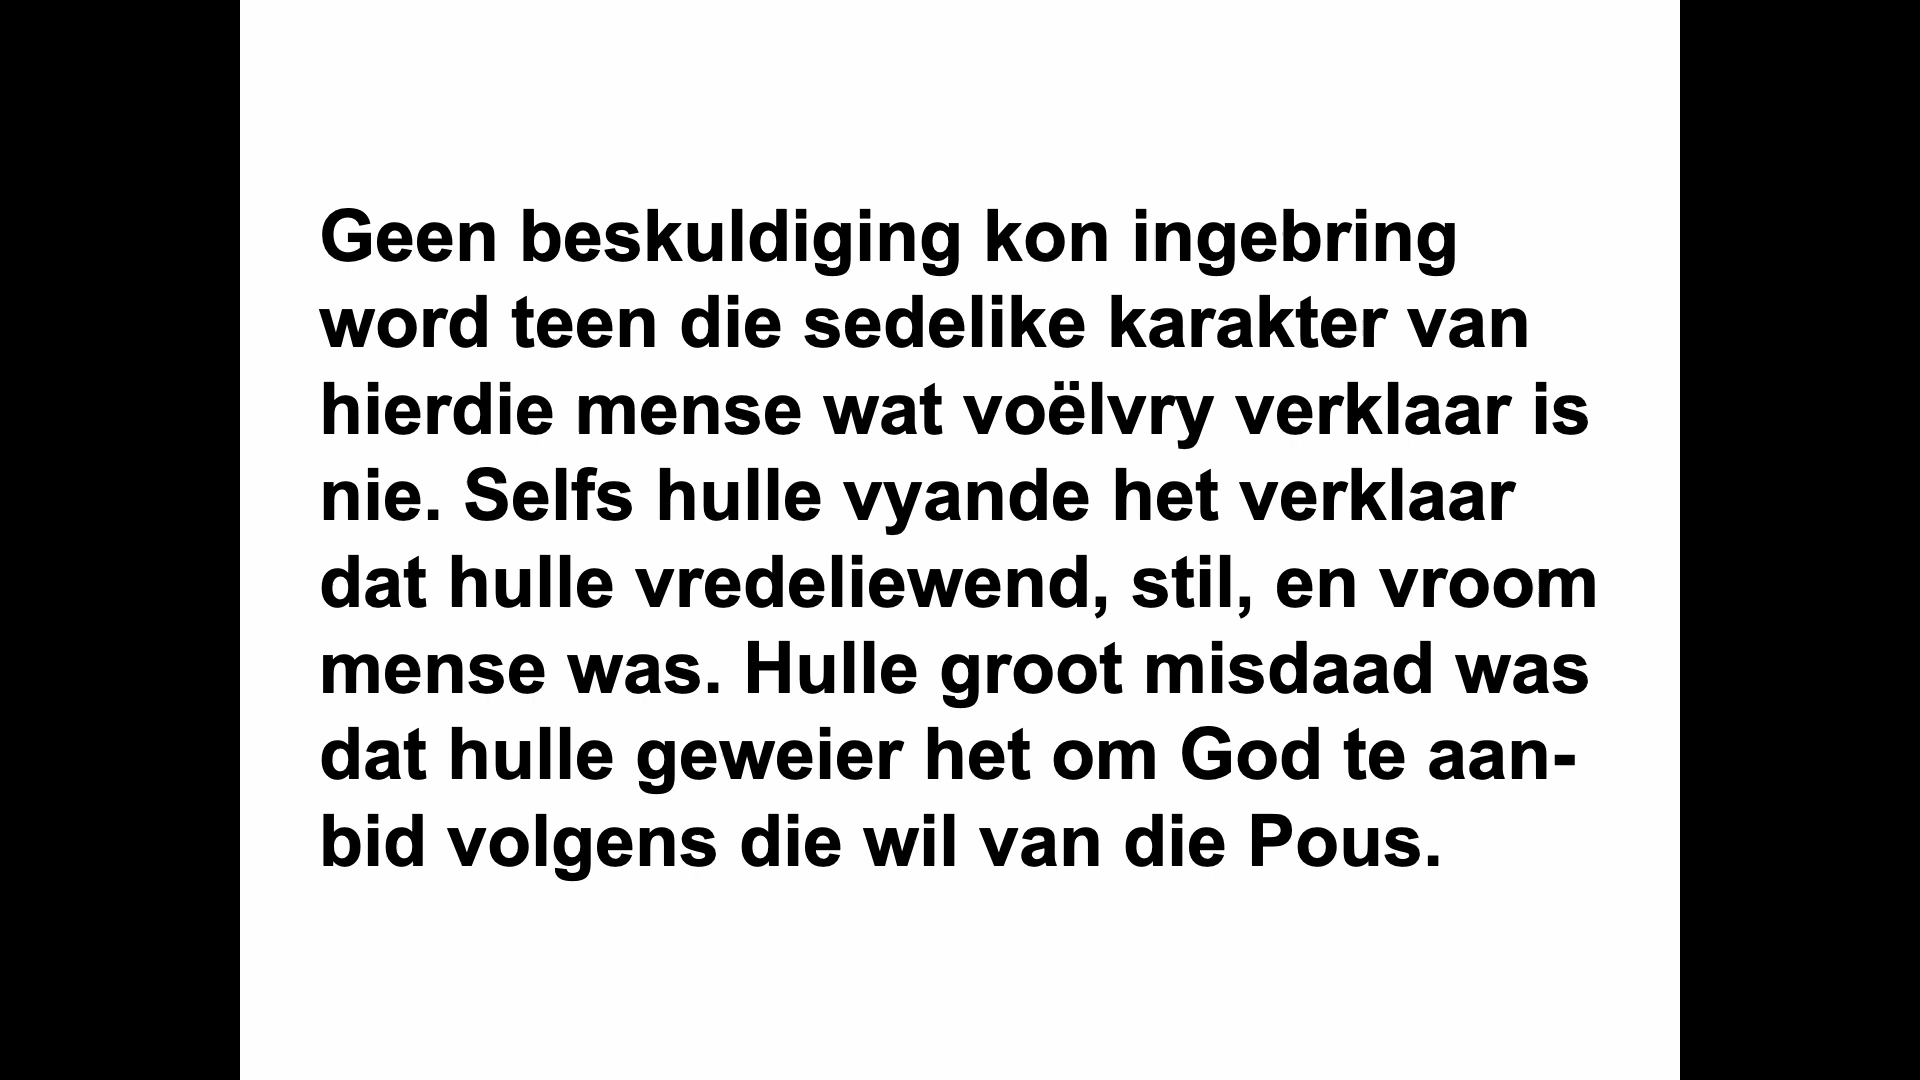 Geen beskuldiging kon ingebring
word teen die sedelike karakter van
hierdie mense wat voëlvry verklaar is
nie. Selfs hulle vyande het verklaar
dat hulle vredeliewend, stil, en vroom
mense was. Hulle groot misdaad was
dat hulle geweier het om God te aan-
bid volgens die wil van die Pous.